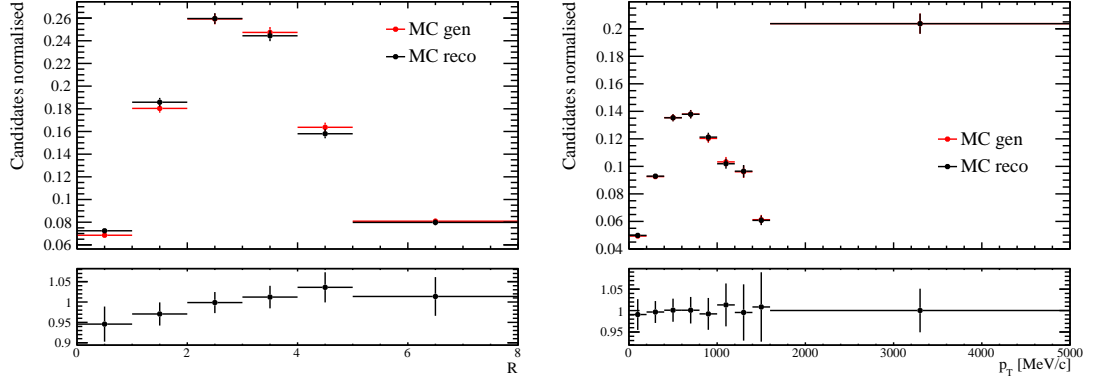 Candidates normalised
0.26
0.24
0.22
0.2
0.18
0.16
0.14
0.12
0.1
0.08
0.06
MC gen
MC reco
1.05
1
0.95
0.9
0 2 4 6 8
R
Candidates normalised
0.2
0.18
0.16
0.14
0.12
0.1
0.08
0.06
0.04
MC gen
MC reco
1.05
1
0.95
0 1000 2000 3000 4000 5000
p_T [MeV/c]